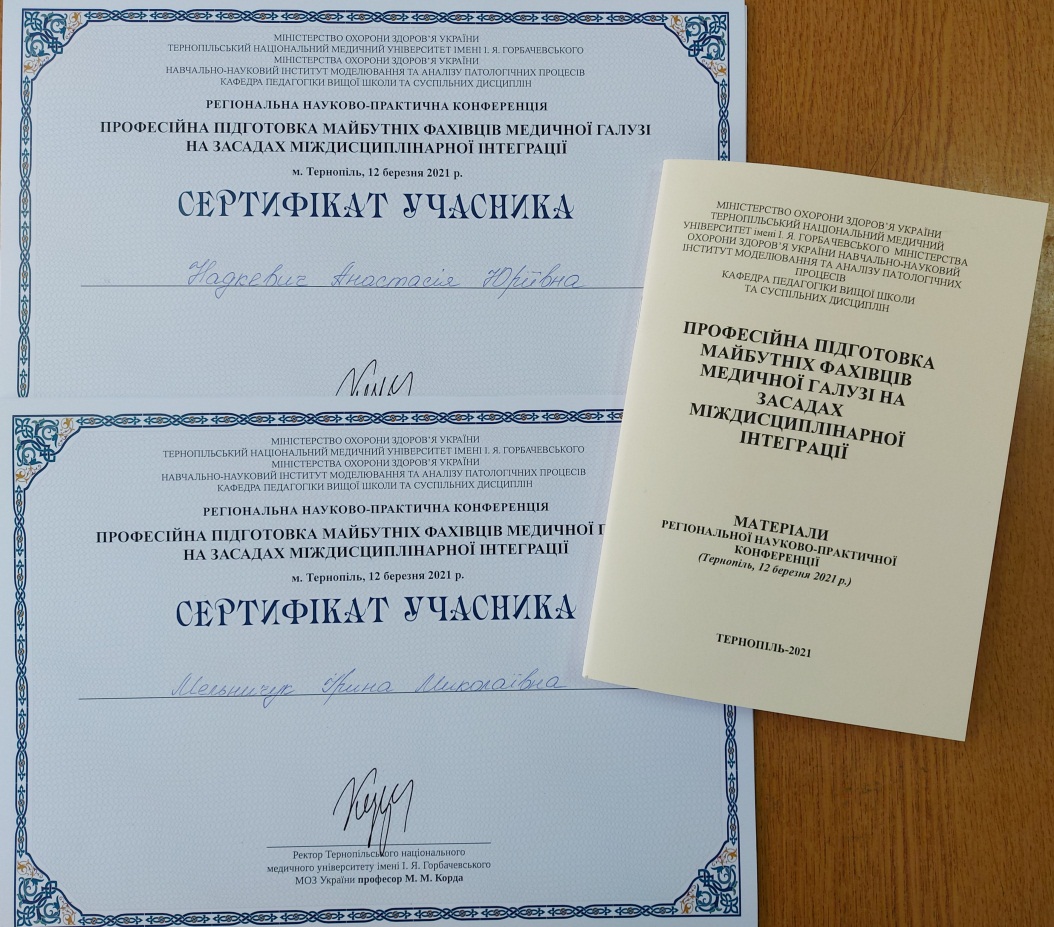 МІНІСТЕРСТВО ОХОРОНИ ЗДОРОВ'Я УКРАЇНИ
ТЕРНОПІЛЬСЬКИЙ НАЦІОНАЛЬНИЙ МЕДИЧНИЙ УНІВЕРСИТЕТ ІМЕНІ І. Я. ГОРБАЧЕВСЬКОГО
МІНІСТЕРСТВА ОХОРОНИ ЗДОРОВ'Я УКРАЇНИ
НАВЧАЛЬНО-НАУКОВИЙ ІНСТИТУТ МОДЕЛЮВАННЯ ТА АНАЛІЗУ ПАТОЛОГІЧНИХ ПРОЦЕСІВ
КАФЕДРА ПЕДАГОГІКИ ВИЩОЇ ШКОЛИ ТА СУСПІЛЬНИХ ДИСЦИПЛІН
РЕГІОНАЛЬНА НАУКОВО-ПРАКТИЧНА КОНФЕРЕНЦІЯ
ПРОФЕСІЙНА ПІДГОТОВКА МАЙБУТНІХ ФАХІВЦІВ МЕДИЧНОЇ ГАЛУЗІ
НА ЗАСАДАХ МІЖДИСЦИПЛІНАРНОЇ ІНТЕГРАЦІЇ
м. Тернопіль, 12 березня 2021 р.
СЕРТИФІКАТ УЧАСНИКА
Надкевич Анастасія Юріївна
МІНІСТЕРСТВО ОХОРОНИ ЗДОРОВ'Я УКРАЇНИ
ТЕРНОПІЛЬСЬКИЙ НАЦІОНАЛЬНИЙ МЕДИЧНИЙ УНІВЕРСИТЕТ ІМЕНІ І. Я. ГОРБАЧЕВСЬКОГО
МІНІСТЕРСТВО ОХОРОНИ ЗДОРОВ'Я УКРАЇНИ
НАВЧАЛЬНО-НАУКОВИЙ ІНСТИТУТ МОДЕЛЮВАННЯ ТА АНАЛІЗУ ПАТОЛОГІЧНИХ ПРОЦЕСІВ
КАФЕДРА ПЕДАГОГІКИ ВИЩОЇ ШКОЛИ ТА СУСПІЛЬНИХ ДИСЦИПЛІН
РЕГІОНАЛЬНА НАУКОВО-ПРАКТИЧНА КОНФЕРЕНЦІЯ
ПРОФЕСІЙНА ПІДГОТОВКА МАЙБУТНІХ ФАХІВЦІВ МЕДИЧНОЇ
НА ЗАСАДАХ МІЖДИСЦИПЛІНАРНОЇ ІНТЕГРАЦІЇ
м. Тернопіль, 12 березня 2021 р.
СЕРТИФІКАТ УЧАСНИКА
Мельничук Ірина Миколаївна
Ректор Тернопільського національного
медичного університету імені І. Я. Горбачевського
МОЗ України професор М. М. Корда
МІНІСТЕРСТВО ОХОРОНИ ЗДОРОВ'Я УКРАЇНИ
ТЕРНОПІЛЬСЬКИЙ НАЦІОНАЛЬНИЙ МЕДИЧНИЙ
УНІВЕРСИТЕТ імені І. Я. ГОРБАЧЕВСЬКОГО МІНІСТЕРСТВА
ОХОРОНИ ЗДОРОВ'Я УКРАЇНИ НАВЧАЛЬНО-НАУКОВИЙ
ІНСТИТУТ МОДЕЛЮВАННЯ ТА АНАЛІЗУ ПАТОЛОГІЧНИХ
ПРОЦЕСІВ
КАФЕДРА ПЕДАГОГІКИ ВИЩОЇ ШКОЛИ
ТА СУСПІЛЬНИХ ДИСЦИПЛІН
ПРОФЕСІЙНА ПІДГОТОВКА
МАЙБУТНІХ ФАХІВЦІВ
МЕДИЧНОЇ ГАЛУЗІ НА
ЗАСАДАХ
МІЖДИСЦИПЛІНАРНОЇ
ІНТЕГРАЦІЇ
МАТЕРІАЛИ
РЕГІОНАЛЬНОЇ НАУКОВО-ПРАКТИЧНОЇ
КОНФЕРЕНЦІЇ
(Тернопіль, 12 березня 2021 р.)
ТЕРНОПІЛЬ-2021